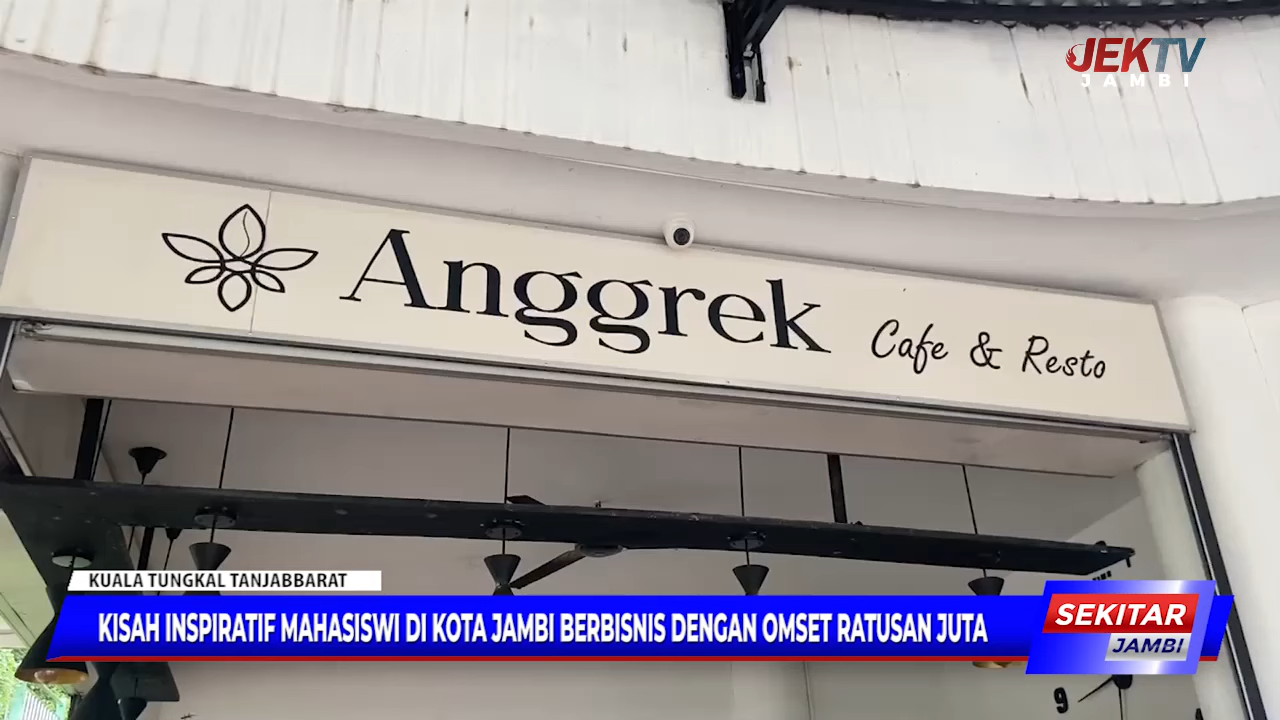 JEKTV
JAMBI
Anggrek Cafe & Resto
KUALA TUNGKAL TANJABBARAT
KISAH INSPIRATIF MAHASISWI DI KOTA JAMBI BERBISNIS DENGAN OMSET RATUSAN JUTA
SEKITAR
JAMBI
9